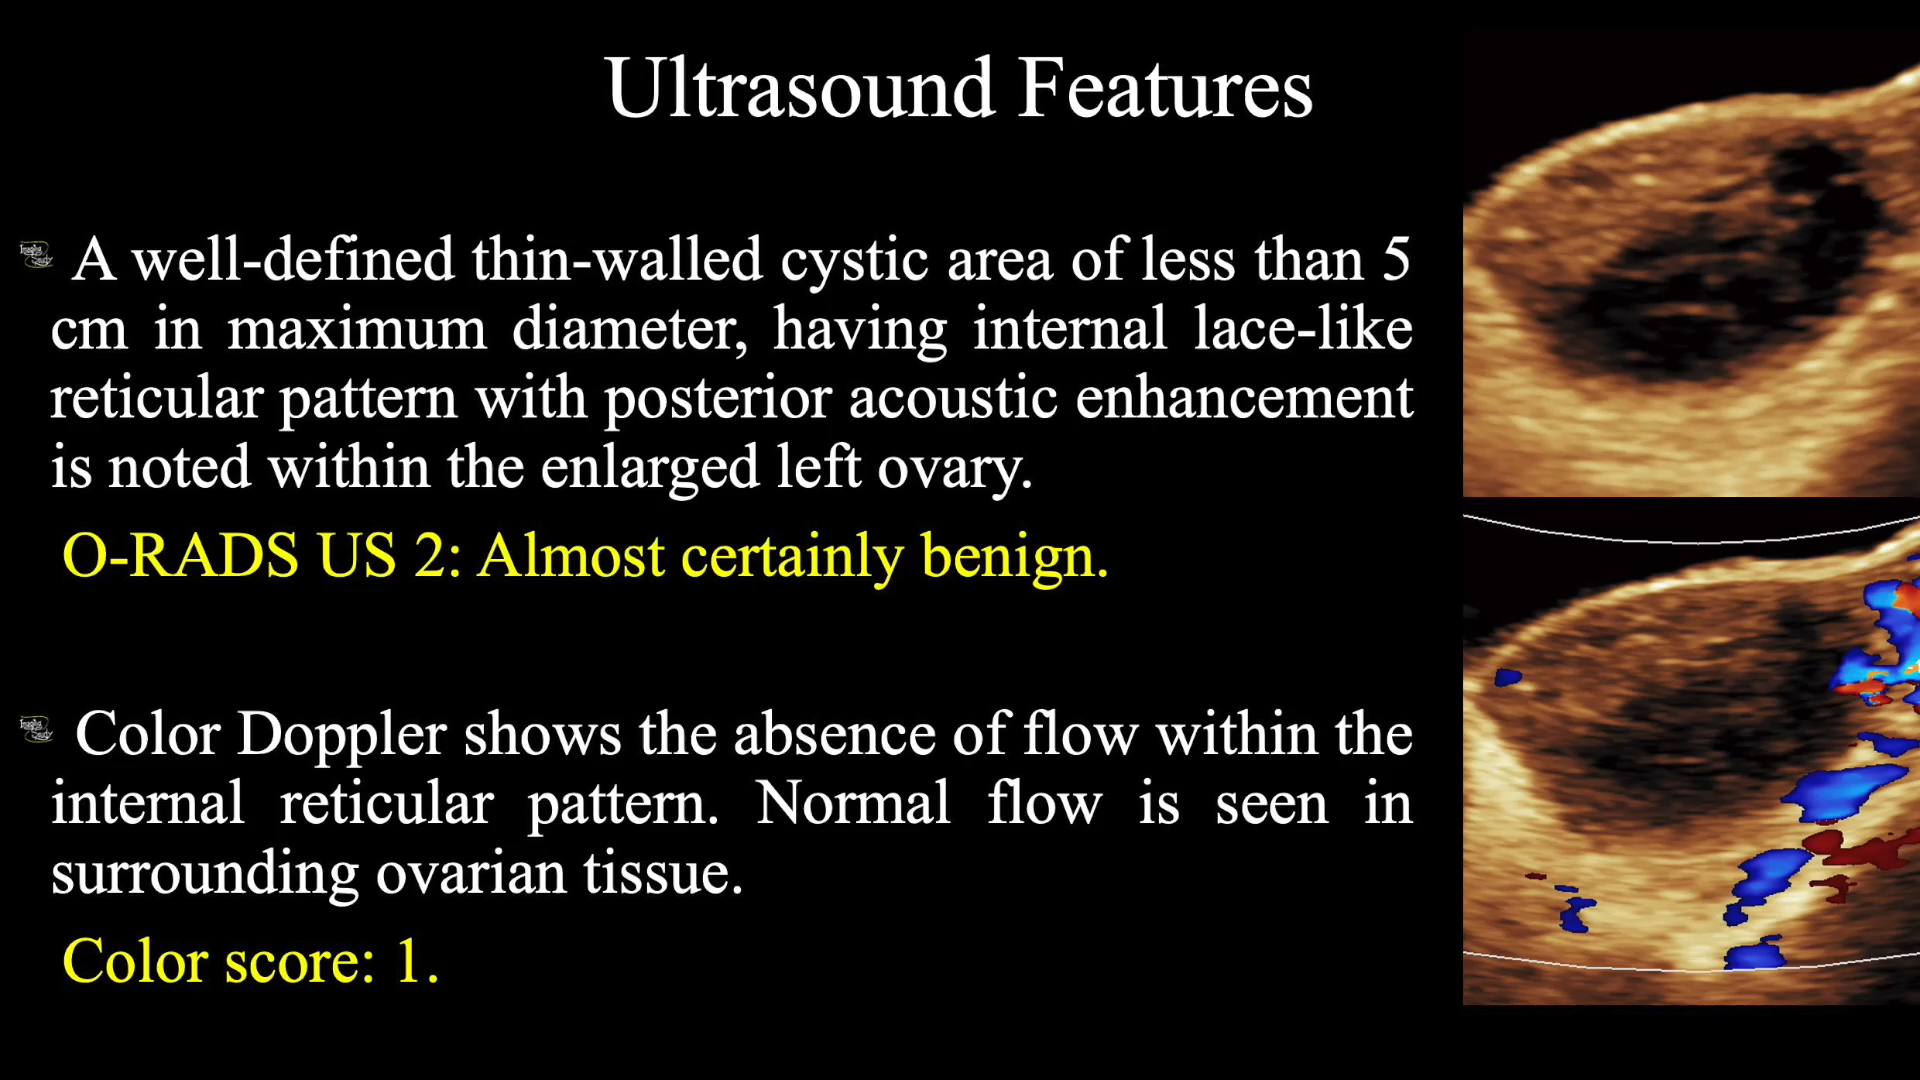 Ultrasound Features
A well-defined thin-walled cystic area of less than 5
cm in maximum diameter, having internal lace-like
reticular pattern with posterior acoustic enhancement
is noted within the enlarged left ovary.
O-RADS US 2: Almost certainly benign.
Color Doppler shows the absence of flow within the
internal reticular pattern. Normal flow is seen in
surrounding ovarian tissue.
Color score: 1.